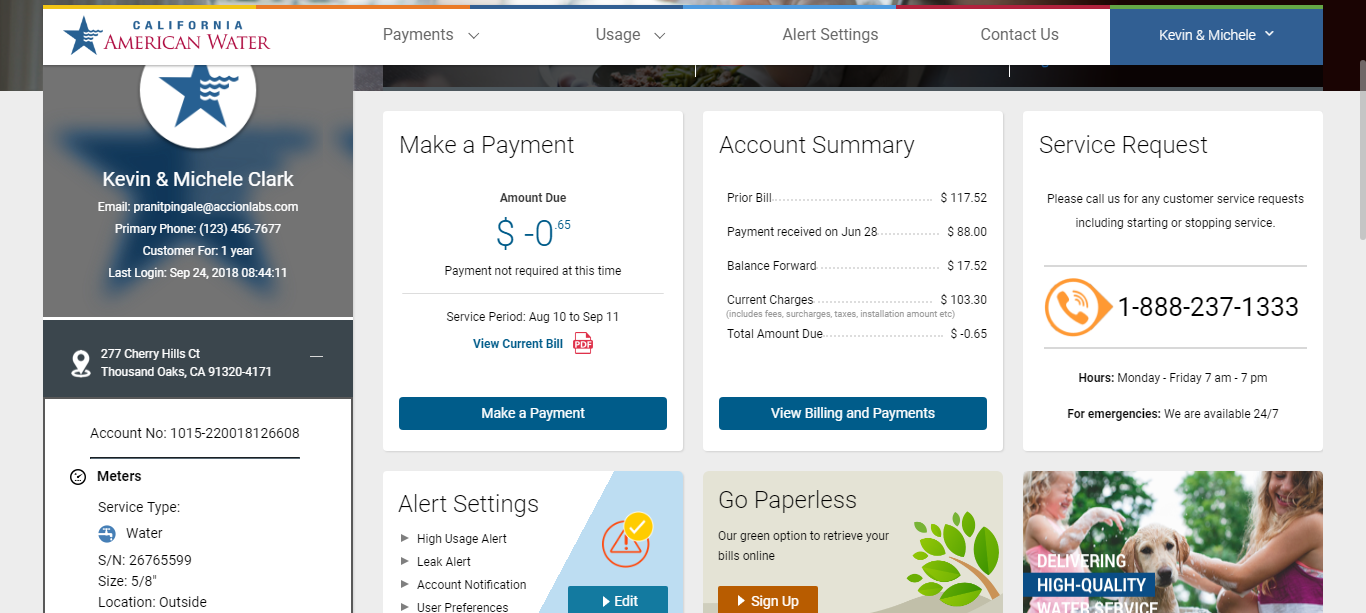 CALIFORNIA
AMERICAN WATER
Payments
Usage
Alert Settings
Contact Us
Kevin & Michele
Kevin & Michele Clark
Email: pranitpingale@accionlabs.com
Primary Phone: (123) 456-7677
Customer For: 1 year
Last Login: Sep 24, 2018 08:44:11
277 Cherry Hills Ct
Thousand Oaks, CA 91320-4171
Account No: 1015-220018126608
Meters
Service Type:
Water
S/N: 26765599
Size: 5/8"
Location: Outside
Make a Payment
Amount Due
$ -0.65
Payment not required at this time
Service Period: Aug 10 to Sep 11
View Current Bill PDF
Make a Payment
Account Summary
Prior Bill $ 117.52
Payment received on Jun 28 $ 88.00
Balance Forward $ 17.52
Current Charges $ 103.30
(includes fees, surcharges, taxes, installation amount etc)
Total Amount Due $ -0.65
View Billing and Payments
Service Request
Please call us for any customer service requests
including starting or stopping service.
1-888-237-1333
Hours: Monday - Friday 7 am - 7 pm
For emergencies: We are available 24/7
Alert Settings
High Usage Alert
Leak Alert
Account Notification
User Preferences
Edit
Go Paperless
Our green option to retrieve your
bills online
Sign Up
DELIVERING
HIGH-QUALITY
WATER SERVICE